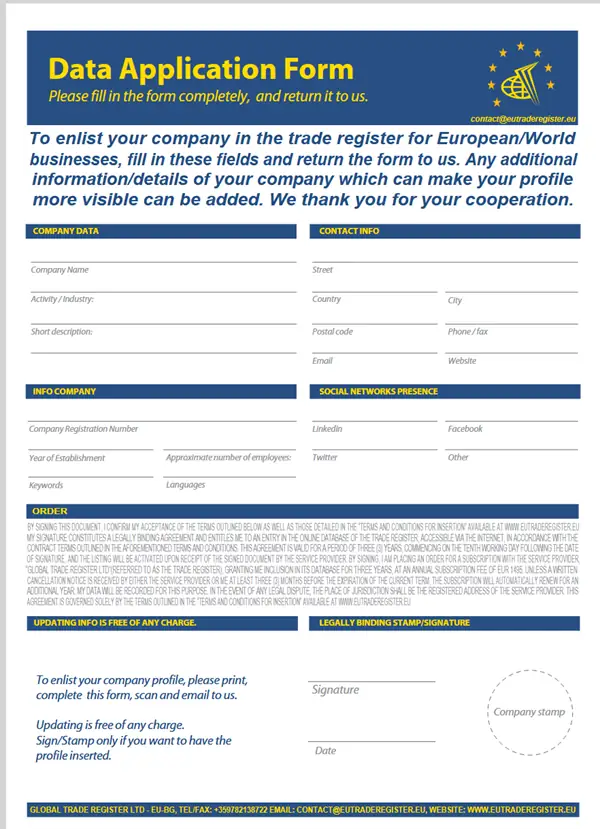 Data Application Form
Please fill in the form completely, and return it to us.
contact@eutraderegister.eu
To enlist your company in the trade register for European/World
businesses, fill in these fields and return the form to us. Any additional
information/details of your company which can make your profile
more visible can be added. We thank you for your cooperation.
COMPANY DATA
Company Name
Activity / Industry:
Short description:
CONTACT INFO
Street
Country City
Postal code Phone / fax
Email Website
INFO COMPANY
Company Registration Number
Year of Establishment Approximate number of employees:
Keywords Languages
SOCIAL NETWORKS PRESENCE
Linkedin Facebook
Twitter Other
ORDER
BY SIGNING THIS DOCUMENT, I CONFIRM MY ACCEPTANCE OF THE TERMS OUTLINED BELOW AS WELL AS THOSE DETAILED IN THE "TERMS AND CONDITIONS FOR INSERTION" AVAILABLE AT WWW.EUTRADEREGISTER.EU
MY SIGNATURE CONSTITUTES A LEGALLY BINDING AGREEMENT AND ENTITLES ME TO AN ENTRY IN THE ONLINE DATABASE OF THE TRADE REGISTER, ACCESSIBLE VIA THE INTERNET, IN ACCORDANCE WITH THE
CONTRACT TERMS OUTLINED IN THE AFOREMENTIONED TERMS AND CONDITIONS. THIS AGREEMENT IS VALID FOR A PERIOD OF THREE (3) YEARS, COMMENCING ON THE TENTH WORKING DAY FOLLOWING THE DATE
OF SIGNATURE, AND THE LISTING WILL BE ACTIVATED UPON RECEIPT OF THE SIGNED DOCUMENT BY THE SERVICE PROVIDER. BY SIGNING, I AM PLACING AN ORDER FOR A SUBSCRIPTION WITH THE SERVICE PROVIDER,
"GLOBAL TRADE REGISTER LTD" (REFERRED TO AS THE TRADE REGISTER), GRANTING ME INCLUSION IN ITS DATABASE FOR THREE YEARS, AT AN ANNUAL SUBSCRIPTION FEE OF EUR 1495. UNLESS A WRITTEN
CANCELLATION NOTICE IS RECEIVED BY EITHER THE SERVICE PROVIDER OR ME AT LEAST THREE (3) MONTHS BEFORE THE EXPIRATION OF THE CURRENT TERM, THE SUBSCRIPTION WILL AUTOMATICALLY RENEW FOR AN
ADDITIONAL YEAR. MY DATA WILL BE RECORDED FOR THIS PURPOSE. IN THE EVENT OF ANY LEGAL DISPUTE, THE PLACE OF JURISDICTION SHALL BE THE REGISTERED ADDRESS OF THE SERVICE PROVIDER. THIS
AGREEMENT IS GOVERNED SOLELY BY THE TERMS OUTLINED IN THE "TERMS AND CONDITIONS FOR INSERTION" AVAILABLE AT WWW.EUTRADEREGISTER.EU
UPDATING INFO IS FREE OF ANY CHARGE.
To enlist your company profile, please print,
complete this form, scan and email to us.
Updating is free of any charge.
Sign/Stamp only if you want to have the
profile inserted.
LEGALLY BINDING STAMP/SIGNATURE
Signature
Company stamp
Date
GLOBAL TRADE REGISTER LTD - EU-BG, TEL/FAX: +359782138722 EMAIL: CONTACT@EUTRADEREGISTER.EU, WEBSITE: WWW.EUTRADEREGISTER.EU